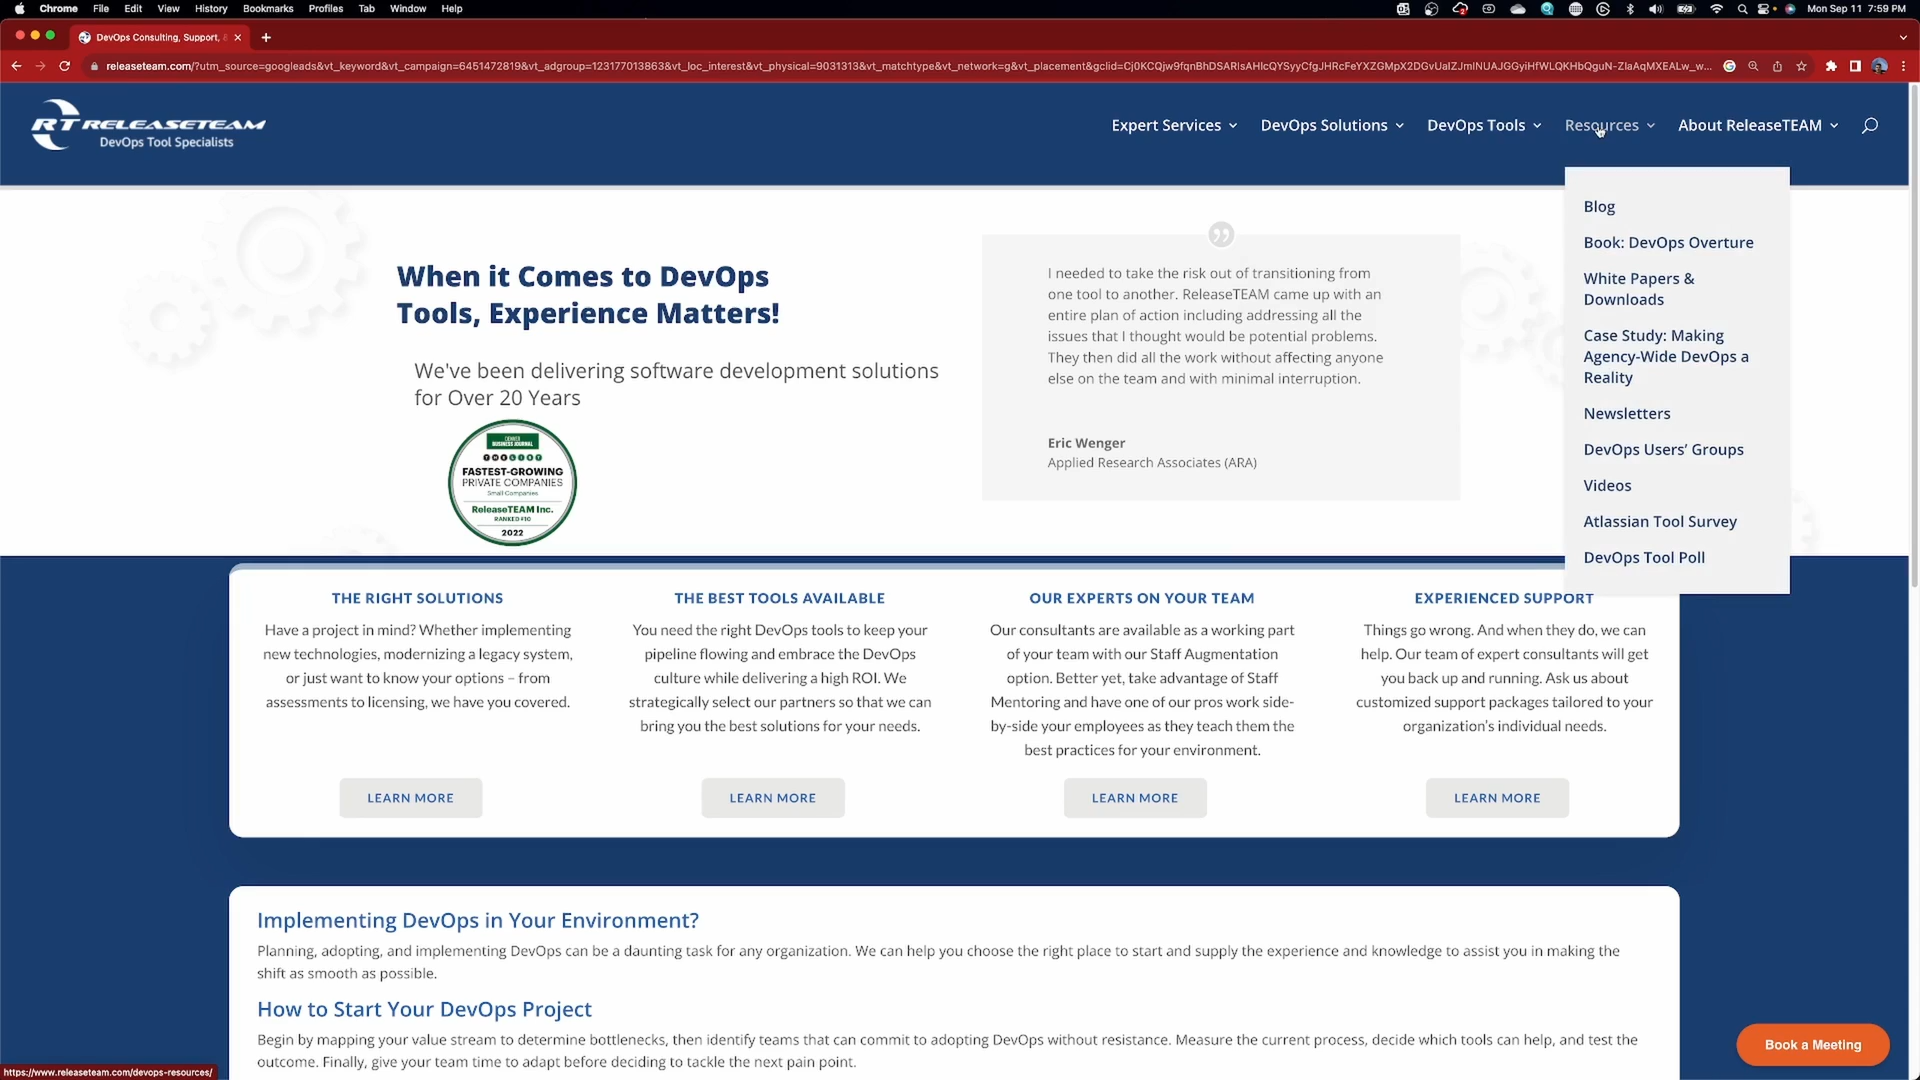 Chrome File Edit View History Bookmarks Profiles Tab Window Help
Mon Sep 11 7:59 PM
DevOps Consulting, Support,
releaseteam.com/?utm_source=googleads&vt_keyword&vt_campaign=6451472819&vt_adgroup=123177013863&vt_loc_interest&vt_physical=9031313&vt_matchtype&vt_network=g&vt_placement&gclid=
RT RELEASETEAM
DevOps Tool Specialists
Expert Services DevOps Solutions DevOps Tools Resources About ReleaseTEAM
Blog
Book: DevOps Overture
White Papers &
Downloads
Case Study: Making
Agency-Wide DevOps a
Reality
Newsletters
DevOps Users’ Groups
Videos
Atlassian Tool Survey
DevOps Tool Poll
When it Comes to DevOps
Tools, Experience Matters!
We've been delivering software development solutions
for Over 20 Years
DENVER
BUSINESS JOURNAL
THE LIST
FASTEST-GROWING
PRIVATE COMPANIES
Small Companies
ReleaseTEAM Inc.
RANKED #10
2022
I needed to take the risk out of transitioning from
one tool to another. ReleaseTEAM came up with an
entire plan of action including addressing all the
issues that I thought would be potential problems.
They then did all the work without affecting anyone
else on the team and with minimal interruption.
Eric Wenger
Applied Research Associates (ARA)
THE RIGHT SOLUTIONS
Have a project in mind? Whether implementing
new technologies, modernizing a legacy system,
or just want to know your options – from
assessments to licensing, we have you covered.
LEARN MORE
THE BEST TOOLS AVAILABLE
You need the right DevOps tools to keep your
pipeline flowing and embrace the DevOps
culture while delivering a high ROI. We
strategically select our partners so that we can
bring you the best solutions for your needs.
LEARN MORE
OUR EXPERTS ON YOUR TEAM
Our consultants are available as a working part
of your team with our Staff Augmentation
option. Better yet, take advantage of Staff
Mentoring and have one of our pros work side-
by-side your employees as they teach them the
best practices for your environment.
LEARN MORE
EXPERIENCED SUPPORT
Things go wrong. And when they do, we can
help. Our team of expert consultants will get
you back up and running. Ask us about
customized support packages tailored to your
organization’s individual needs.
LEARN MORE
Implementing DevOps in Your Environment?
Planning, adopting, and implementing DevOps can be a daunting task for any organization. We can help you choose the right place to start and supply the experience and knowledge to assist you in making the
shift as smooth as possible.
How to Start Your DevOps Project
Begin by mapping your value stream to determine bottlenecks, then identify teams that can commit to adopting DevOps without resistance. Measure the current process, decide which tools can help, and test the
outcome. Finally, give your team time to adapt before deciding to tackle the next pain point.
Book a Meeting
https://www.releaseteam.com/devops-resources/